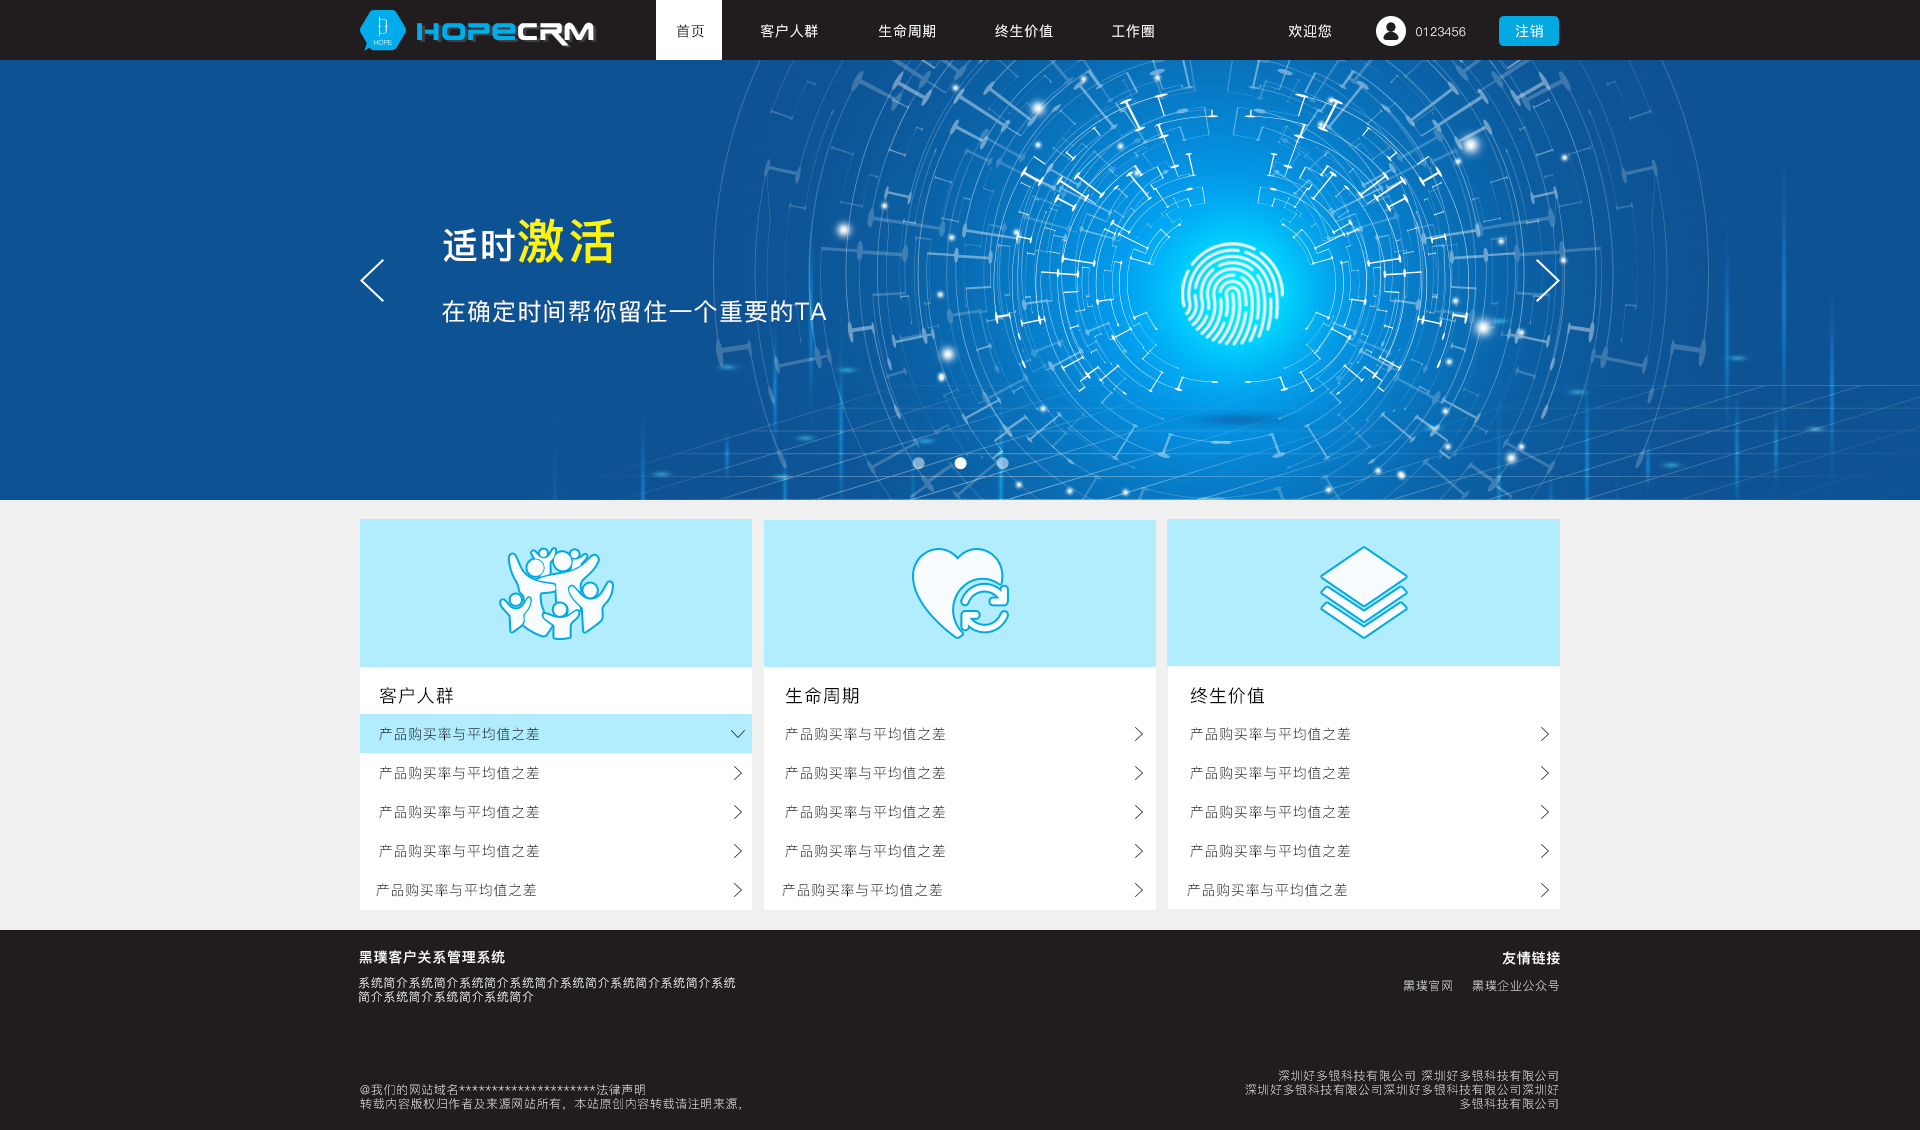 HOPE
HOPECRM
首页
客户人群
生命周期
终生价值
工作圈
欢迎您
0123456
注销
适时激活
在确定时间帮你留住一个重要的TA
客户人群
产品购买率与平均值之差
产品购买率与平均值之差
产品购买率与平均值之差
产品购买率与平均值之差
产品购买率与平均值之差
生命周期
产品购买率与平均值之差
产品购买率与平均值之差
产品购买率与平均值之差
产品购买率与平均值之差
产品购买率与平均值之差
终生价值
产品购买率与平均值之差
产品购买率与平均值之差
产品购买率与平均值之差
产品购买率与平均值之差
产品购买率与平均值之差
黑璞客户关系管理系统
系统简介系统简介系统简介系统简介系统简介系统简介系统简介系统
简介系统简介系统简介系统简介
友情链接
黑璞官网 黑璞企业公众号
@我们的网站域名*********************法律声明
转载内容版权归作者及来源网站所有，本站原创内容转载请注明来源，
深圳好多银科技有限公司 深圳好多银科技有限公司
深圳好多银科技有限公司深圳好多银科技有限公司深圳好
多银科技有限公司